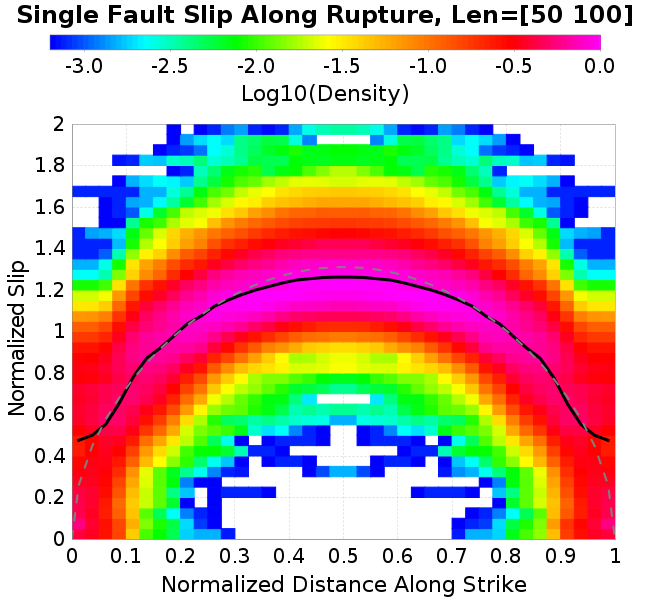 Single Fault Slip Along Rupture, Len=[50 100]
-3.0 -2.5 -2.0 -1.5 -1.0 -0.5 0.0
Log10(Density)
2
1.8
1.6
1.4
1.2
1
0.8
0.6
0.4
0.2
0
Normalized Slip
0 0.1 0.2 0.3 0.4 0.5 0.6 0.7 0.8 0.9 1
Normalized Distance Along Strike